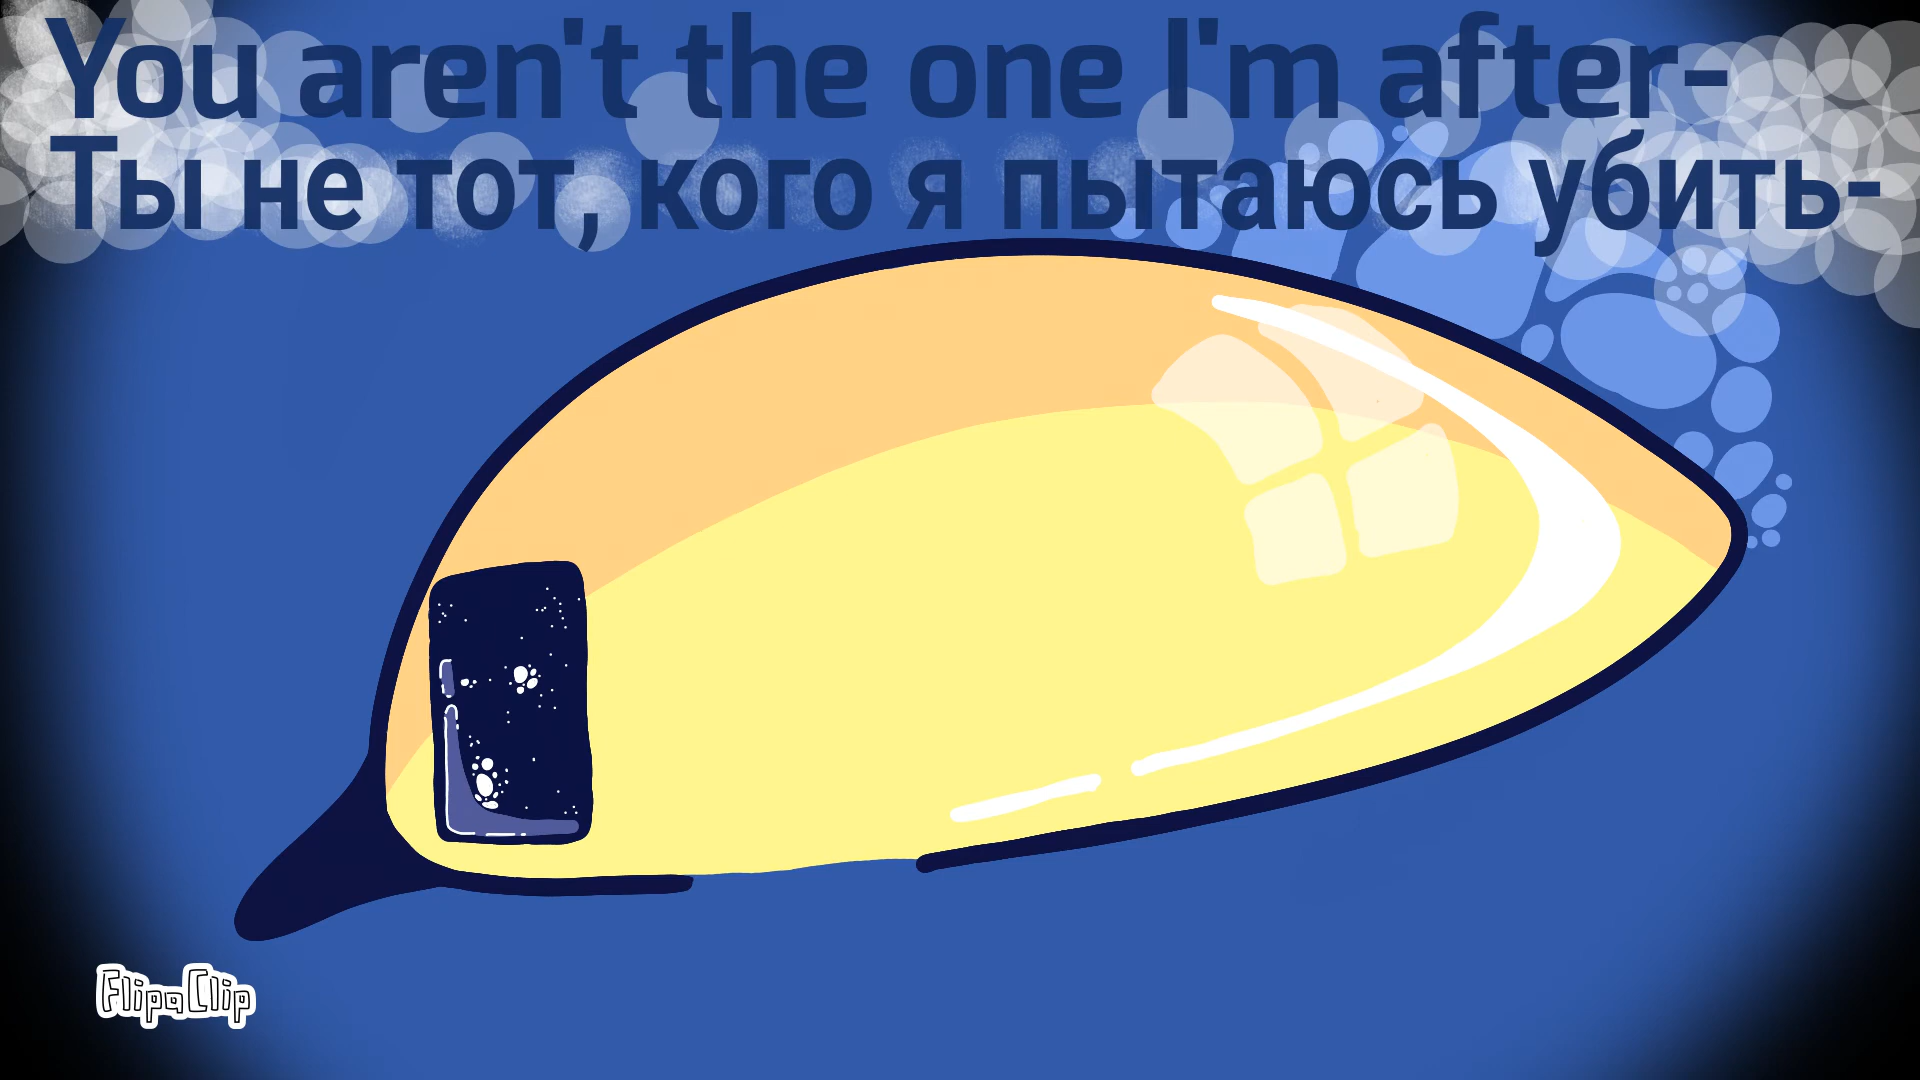 You aren't the one I'm after-
Ты не тот, кого я пытаюсь убить-
FlipaClip